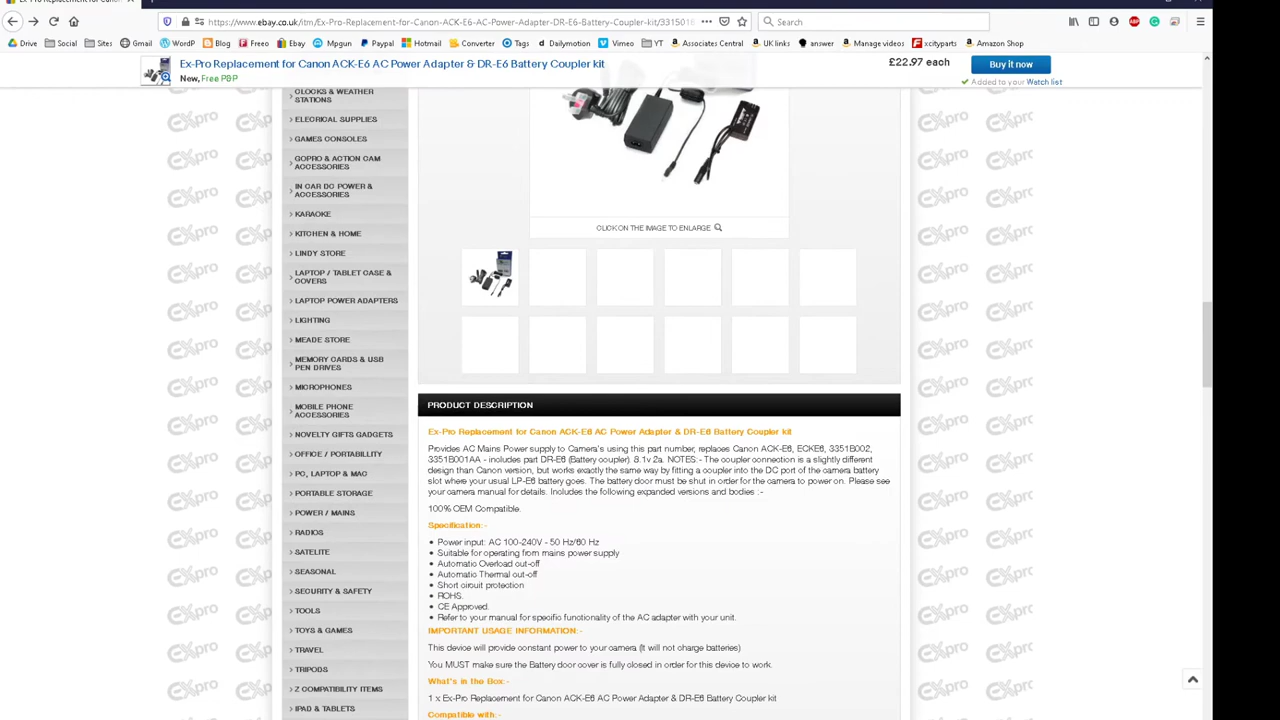 Ex-Pro Replacement for Canon ACK-E6
https://www.ebay.co.uk/itm/Ex-Pro-Replacement-for-Canon-ACK-E6-AC-Power-Adapter-DR-E6-Battery-Coupler-kit/3315016
Search
Drive Social Sites Gmail WordP Blog Freeo Ebay Mpgun Paypal Hotmail Converter Tags Dailymotion Vimeo YT Associates Central UK links answer Manage videos xcityparts Amazon Shop
Ex-Pro Replacement for Canon ACK-E6 AC Power Adapter & DR-E6 Battery Coupler kit
£22.97 each
Buy it now
New, Free P&P
Added to your Watch list
CLOCKS & WEATHER
STATIONS
ELECRICAL SUPPLIES
GAMES CONSOLES
GOPRO & ACTION CAM
ACCESSORIES
IN CAR DC POWER &
ACCESSORIES
KARAOKE
KITCHEN & HOME
LINDY STORE
LAPTOP / TABLET CASE &
COVERS
LAPTOP POWER ADAPTERS
LIGHTING
MEADE STORE
MEMORY CARDS & USB
PEN DRIVES
MICROPHONES
MOBILE PHONE
ACCESSORIES
NOVELTY GIFTS GADGETS
OFFICE / PORTABILLITY
PC, LAPTOP & MAC
PORTABLE STORAGE
POWER / MAINS
RADIOS
SATELITE
SEASONAL
SECURITY & SAFETY
TOOLS
TOYS & GAMES
TRAVEL
TRIPODS
Z COMPATIBILITY ITEMS
IPAD & TABLETS
CLICK ON THE IMAGE TO ENLARGE
PRODUCT DESCRIPTION
Ex-Pro Replacement for Canon ACK-E6 AC Power Adapter & DR-E6 Battery Coupler kit
Provides AC Mains Power supply to Camera's using this part number, replaces Canon ACK-E6, ECKE6, 3351B002,
3351B001AA - includes part DR-E6 (Battery coupler). 8.1v 2a. NOTES:- The coupler connection is a slightly different
design than Canon version, but works exactly the same way by fitting a coupler into the DC port of the camera battery
slot where your usual LP-E6 battery goes. The battery door must be shut in order for the camera to power on. Please see
your camera manual for details. Includes the following expanded versions and bodies :-
100% OEM Compatible.
Specification:-
• Power input: AC 100-240V - 50 Hz/60 Hz
• Suitable for operating from mains power supply
• Automatic Overload cut-off
• Automatic Thermal cut-off
• Short circuit protection
• ROHS.
• CE Approved.
• Refer to your manual for specific functionality of the AC adapter with your unit.
IMPORTANT USAGE INFORMATION:-
This device will provide constant power to your camera (It will not charge batteries)
You MUST make sure the Battery door cover is fully closed in order for this device to work.
What's in the Box:-
1 x Ex-Pro Replacement for Canon ACK-E6 AC Power Adapter & DR-E6 Battery Coupler kit
Compatible with:-